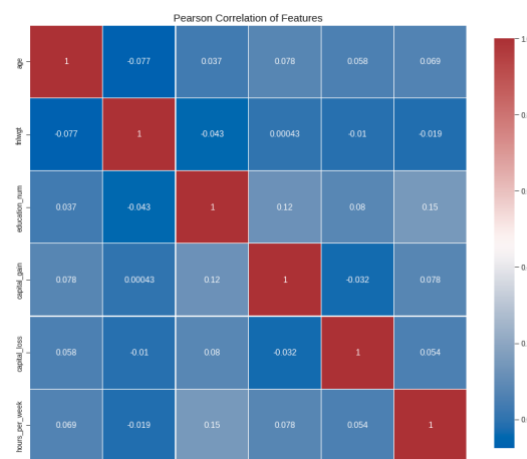 Pearson Correlation of Features
age
1 -0.077 0.037 0.078 0.058 0.069
fnlwgt
-0.077 1 -0.043 0.00043 -0.01 -0.019
education_num
0.037 -0.043 1 0.12 0.08 0.15
capital_gain
0.078 0.00043 0.12 1 -0.032 0.078
capital_loss
0.058 -0.01 0.08 -0.032 1 0.054
hours_per_week
0.069 -0.019 0.15 0.078 0.054 1